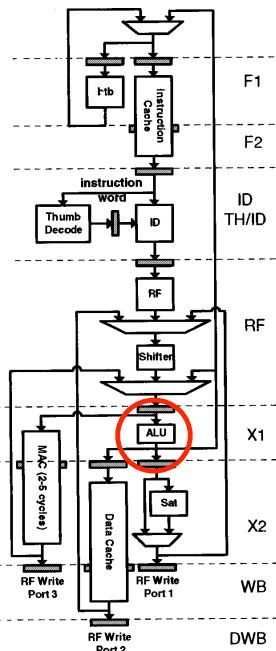 F1
Itb
Instruction
Cache
F2
instruction
word
ID
TH/ID
Thumb
Decode
ID
RF
RF
Shifter
ALU
X1
MAC (2-5 cycles)
Data Cache
Sat
X2
RF Write
Port 3
RF Write
Port 1
WB
RF Write
Port 2
DWB